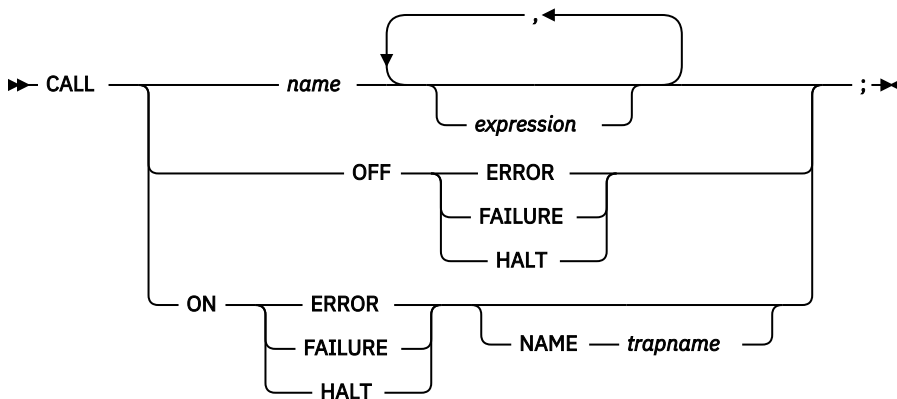 ,
CALL name ;
expression
OFF ERROR
FAILURE
HALT
ON ERROR
FAILURE NAME trapname
HALT